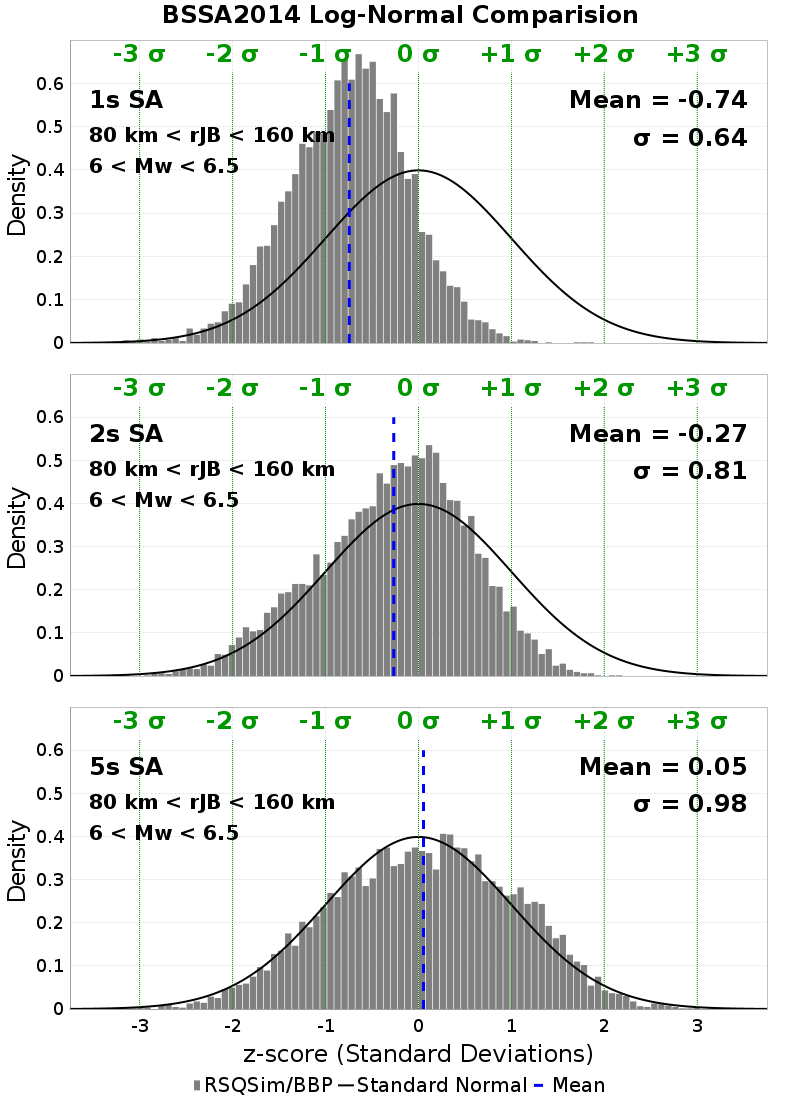 BSSA2014 Log-Normal Comparision
-3 σ -2 σ -1 σ 0 σ +1 σ +2 σ +3 σ
1s SA
80 km < rJB < 160 km
6 < Mw < 6.5
Mean = -0.74
σ = 0.64
Density
0.6
0.5
0.4
0.3
0.2
0.1
0
-3 σ -2 σ -1 σ 0 σ +1 σ +2 σ +3 σ
2s SA
80 km < rJB < 160 km
6 < Mw < 6.5
Mean = -0.27
σ = 0.81
Density
0.6
0.5
0.4
0.3
0.2
0.1
0
-3 σ -2 σ -1 σ 0 σ +1 σ +2 σ +3 σ
5s SA
80 km < rJB < 160 km
6 < Mw < 6.5
Mean = 0.05
σ = 0.98
Density
0.6
0.5
0.4
0.3
0.2
0.1
0
-3 -2 -1 0 1 2 3
z-score (Standard Deviations)
RSQSim/BBP Standard Normal Mean